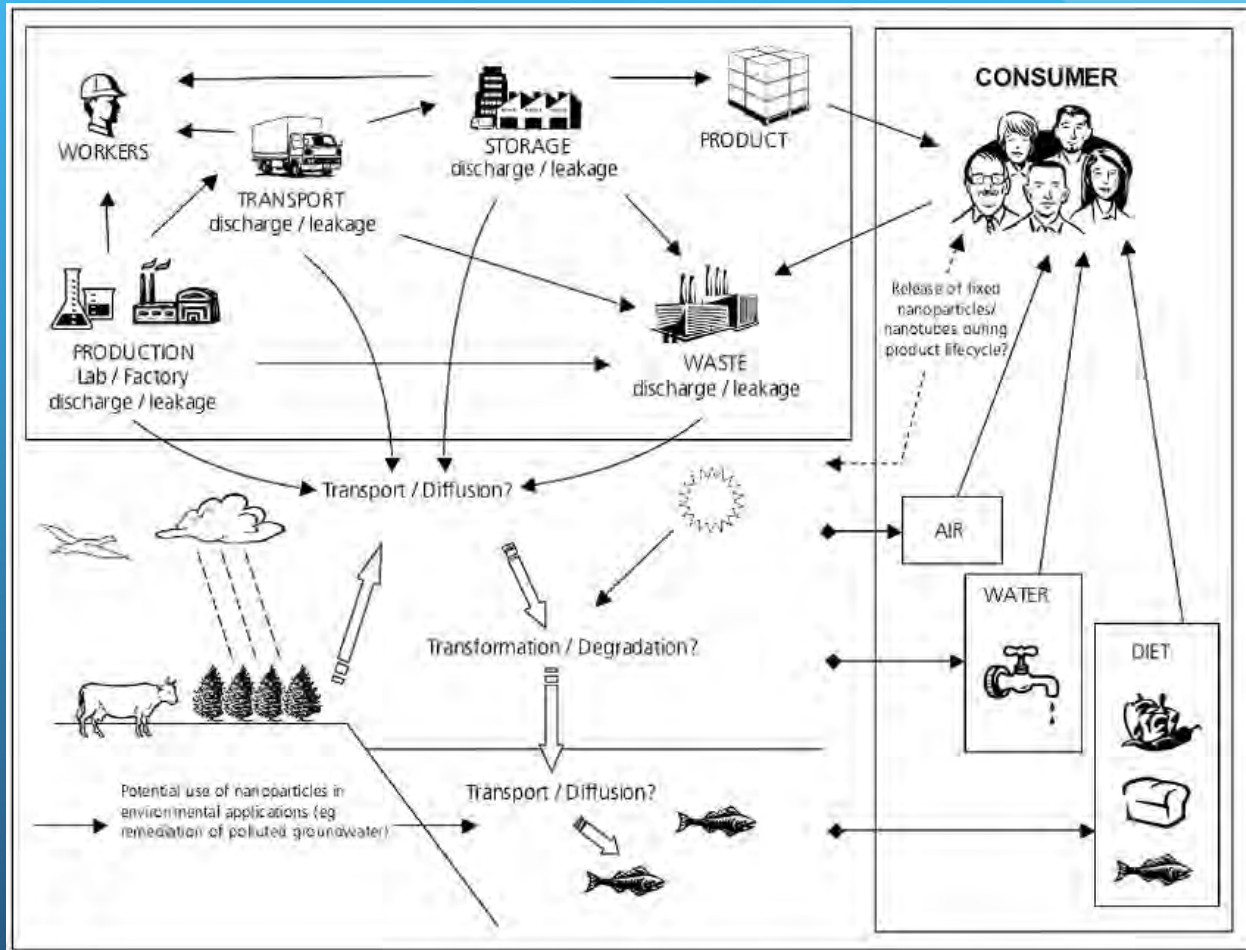 CONSUMER
WORKERS
STORAGE
discharge / leakage
PRODUCT
TRANSPORT
discharge / leakage
PRODUCTION
Lab / Factory
discharge / leakage
WASTE
discharge / leakage
Release of fixed
nanoparticles/
nanotubes during
product lifecycle?
Transport / Diffusion?
AIR
WATER
Transformation / Degradation?
DIET
Potential use of nanoparticles in
environmental applications (eg
remediation of polluted groundwater)
Transport / Diffusion?